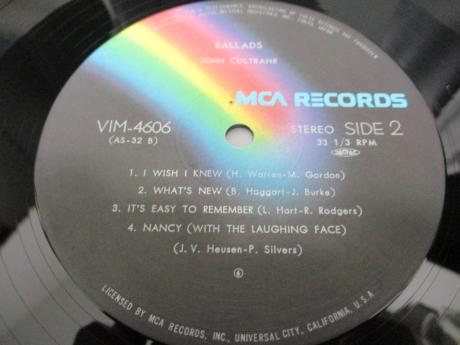 BALLADS
JOHN COLTRANE
MCA RECORDS
VIM-4606
(AS-32 B)
STEREO SIDE 2
33 1/3 RPM
1. I WISH I KNEW (H. Warren-M. Gordon)
2. WHAT'S NEW (B. Haggart-J. Burke)
3. IT'S EASY TO REMEMBER (L. Hart-R. Rodgers)
4. NANCY (WITH THE LAUGHING FACE)
(J. V. Heusen-P. Silvers)
6
LICENSED BY MCA RECORDS, INC., UNIVERSAL CITY, CALIFORNIA, U.S.A.